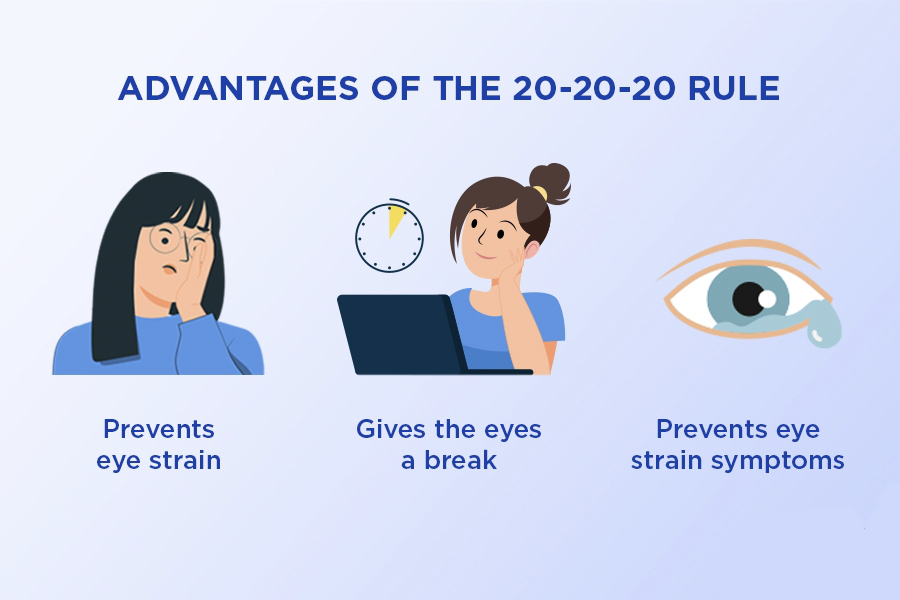 ADVANTAGES OF THE 20-20-20 RULE
Prevents
eye strain
Gives the eyes
a break
Prevents eye
strain symptoms